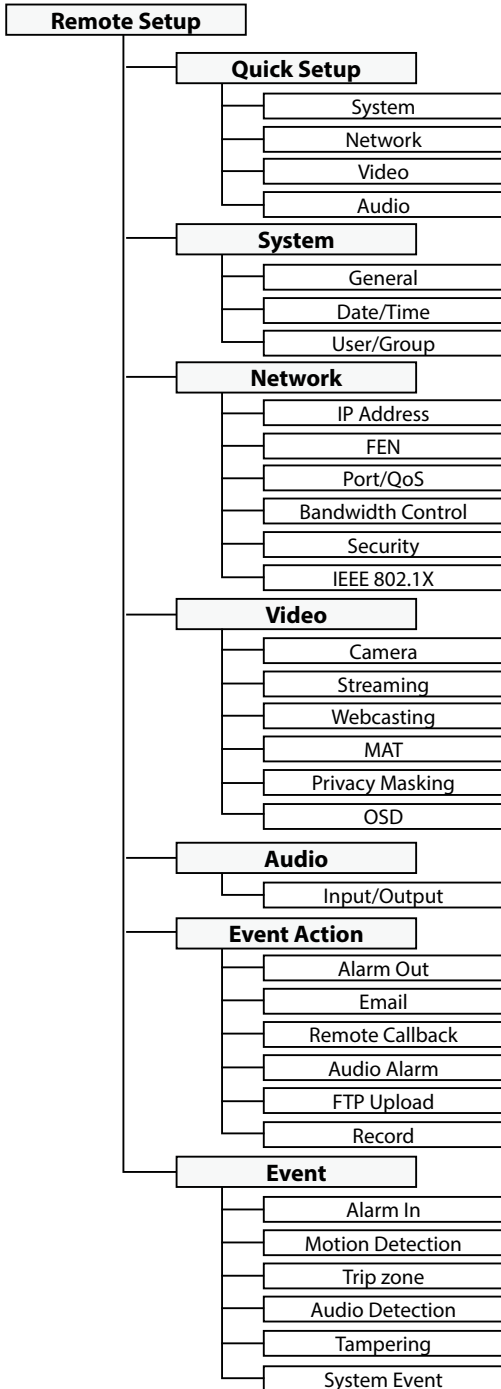 Remote Setup
Quick Setup
System
Network
Video
Audio
System
General
Date/Time
User/Group
Network
IP Address
FEN
Port/QoS
Bandwidth Control
Security
IEEE 802.1X
Video
Camera
Streaming
Webcasting
MAT
Privacy Masking
OSD
Audio
Input/Output
Event Action
Alarm Out
Email
Remote Callback
Audio Alarm
FTP Upload
Record
Event
Alarm In
Motion Detection
Trip zone
Audio Detection
Tampering
System Event